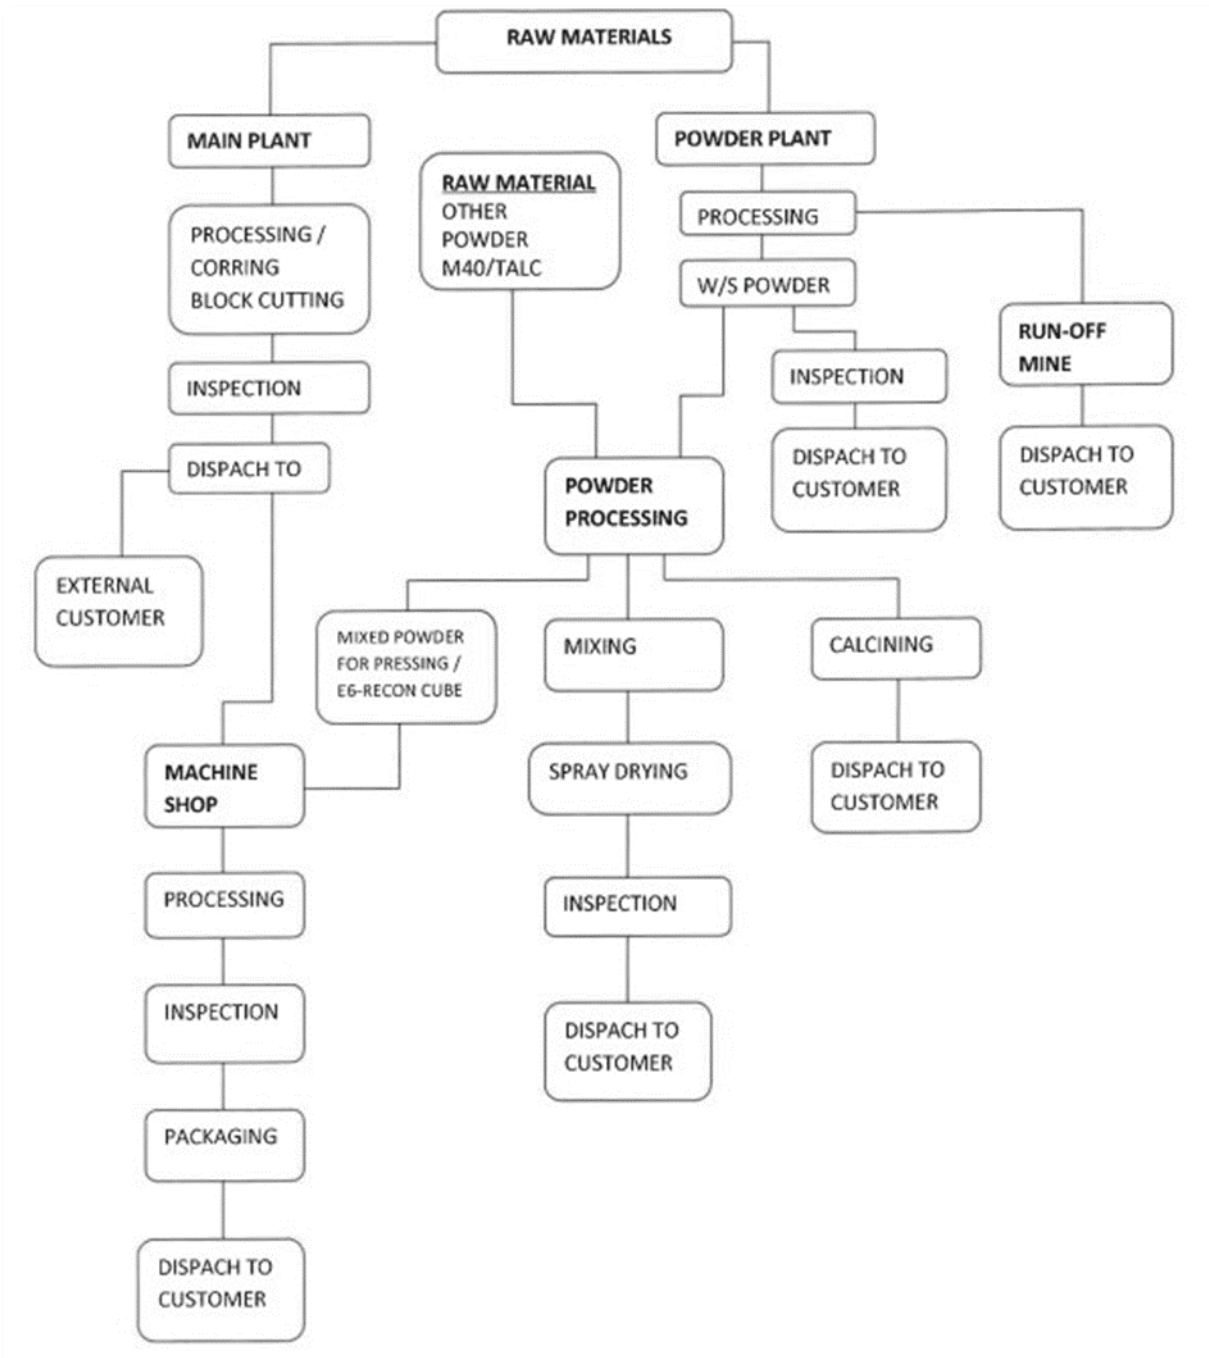 RAW MATERIALS
MAIN PLANT
POWDER PLANT
RAW MATERIAL
OTHER
POWDER
M40/TALC
PROCESSING
PROCESSING /
CORRING
BLOCK CUTTING
W/S POWDER
RUN-OFF
MINE
INSPECTION
INSPECTION
DISPACH TO
DISPACH TO
CUSTOMER
DISPACH TO
CUSTOMER
POWDER
PROCESSING
EXTERNAL
CUSTOMER
MIXED POWDER
FOR PRESSING /
E6-RECON CUBE
MIXING
CALCINING
MACHINE
SHOP
SPRAY DRYING
DISPACH TO
CUSTOMER
PROCESSING
INSPECTION
INSPECTION
DISPACH TO
CUSTOMER
PACKAGING
DISPACH TO
CUSTOMER